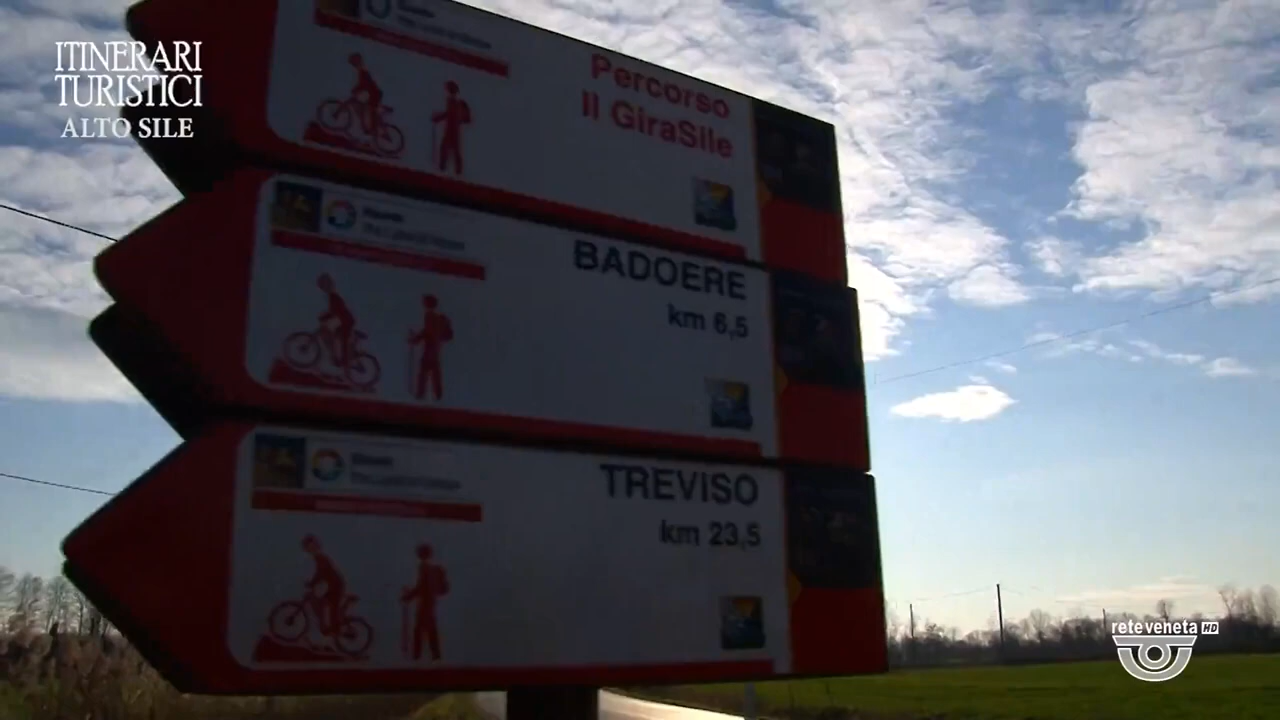 ITINERARI
TURISTICI
ALTO SILE
Percorso
Il GiraSile
BADOERE
km 6,5
TREVISO
km 23,5
reteveneta HD